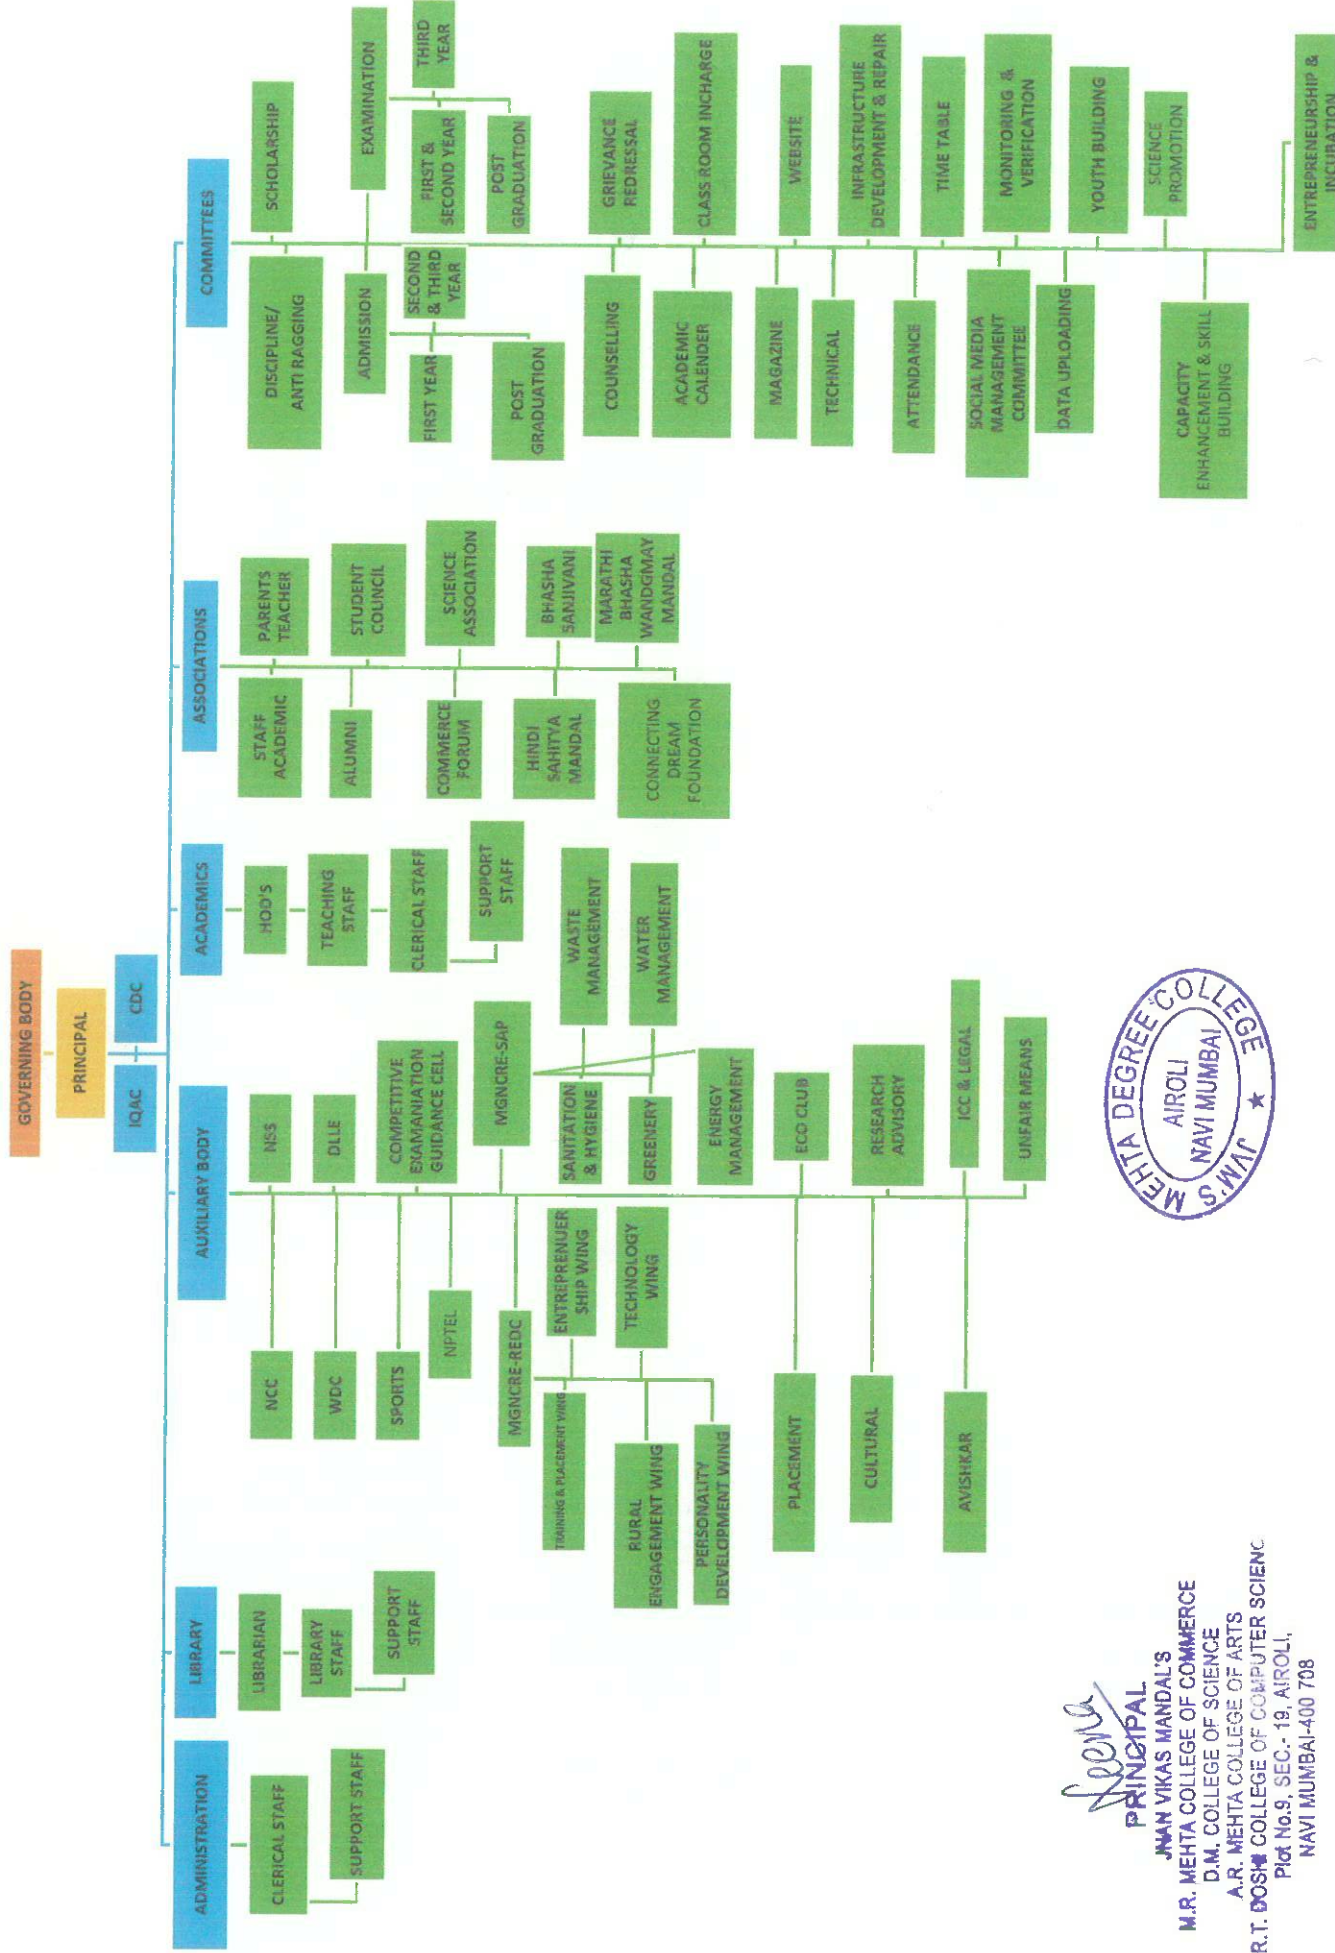 GOVERNING BODY
PRINCIPAL
IQAC
CDC
ADMINISTRATION
CLERICAL STAFF
SUPPORT STAFF
LIBRARY
LIBRARIAN
LIBRARY
STAFF
SUPPORT
STAFF
AUXILIARY BODY
NCC
NSS
WDC
DLLE
SPORTS
COMPETITIVE
EXAMANIATION
GUIDANCE CELL
NPTEL
MGNCRE-REDC
MGNCRE-SAP
TRAINING & PLACEMENT WING
ENTREPRENUER
SHIP WING
RURAL
ENGAGEMENT WING
TECHNOLOGY
WING
PERSONALITY
DEVELOPMENT WING
SANITATION
& HYGIENE
WASTE
MANAGEMENT
GREENERY
WATER
MANAGEMENT
ENERGY
MANAGEMENT
PLACEMENT
ECO CLUB
CULTURAL
RESEARCH
ADVISORY
AVISHKAR
ICC & LEGAL
UNFAIR MEANS
ACADEMICS
HOD'S
TEACHING
STAFF
CLERICAL STAFF
SUPPORT
STAFF
ASSOCIATIONS
STAFF
ACADEMIC
PARENTS
TEACHER
ALUMNI
STUDENT
COUNCIL
COMMERCE
FORUM
SCIENCE
ASSOCIATION
HINDI
SAHITYA
MANDAL
BHASHA
SANJIVANI
MARATHI
BHASHA
WANDGMAY
MANDAL
CONNECTING
DREAM
FOUNDATION
COMMITTEES
DISCIPLINE/
ANTI RAGGING
SCHOLARSHIP
ADMISSION
EXAMINATION
FIRST YEAR
SECOND
& THIRD
YEAR
POST
GRADUATION
FIRST &
SECOND YEAR
THIRD
YEAR
POST
GRADUATION
COUNSELLING
GRIEVANCE
REDRESSAL
ACADEMIC
CALENDER
CLASS ROOM INCHARGE
MAGAZINE
WEBSITE
TECHNICAL
INFRASTRUCTURE
DEVELOPMENT & REPAIR
ATTENDANCE
TIME TABLE
SOCIAL MEDIA
MANAGEMENT
COMMITTEE
MONITORING &
VERIFICATION
DATA UPLOADING
YOUTH BUILDING
CAPACITY
ENHANCEMENT & SKILL
BUILDING
SCIENCE
PROMOTION
ENTREPRENEURSHIP &
INCUBATION
PRINCIPAL
JNAN VIKAS MANDAL'S
M.R. MEHTA COLLEGE OF COMMERCE
D.M. COLLEGE OF SCIENCE
A.R. MEHTA COLLEGE OF ARTS
R.T. DOSHI COLLEGE OF COMPUTER SCIENC
Plot No.9, SEC.- 19, AIROLI,
NAVI MUMBAI-400 708
JVM'S MEHTA DEGREE COLLEGE ★
AIROLI
NAVI MUMBAI